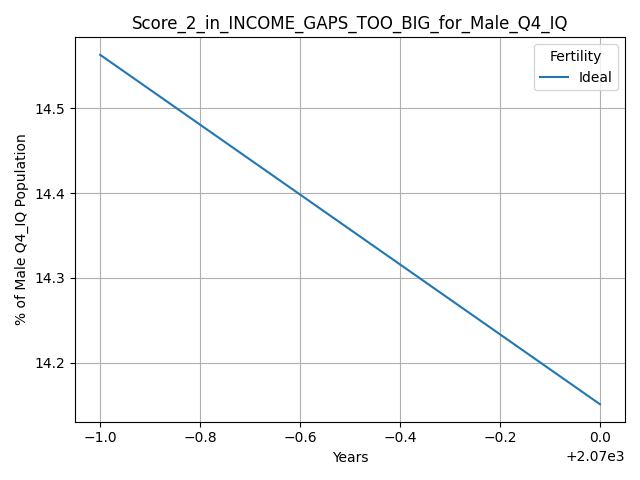 Score_2_in_INCOME_GAPS_TOO_BIG_for_Male_Q4_IQ
Fertility
Ideal
% of Male Q4_IQ Population
14.5
14.4
14.3
14.2
−1.0 −0.8 −0.6 −0.4 −0.2 0.0
+2.07e3
Years